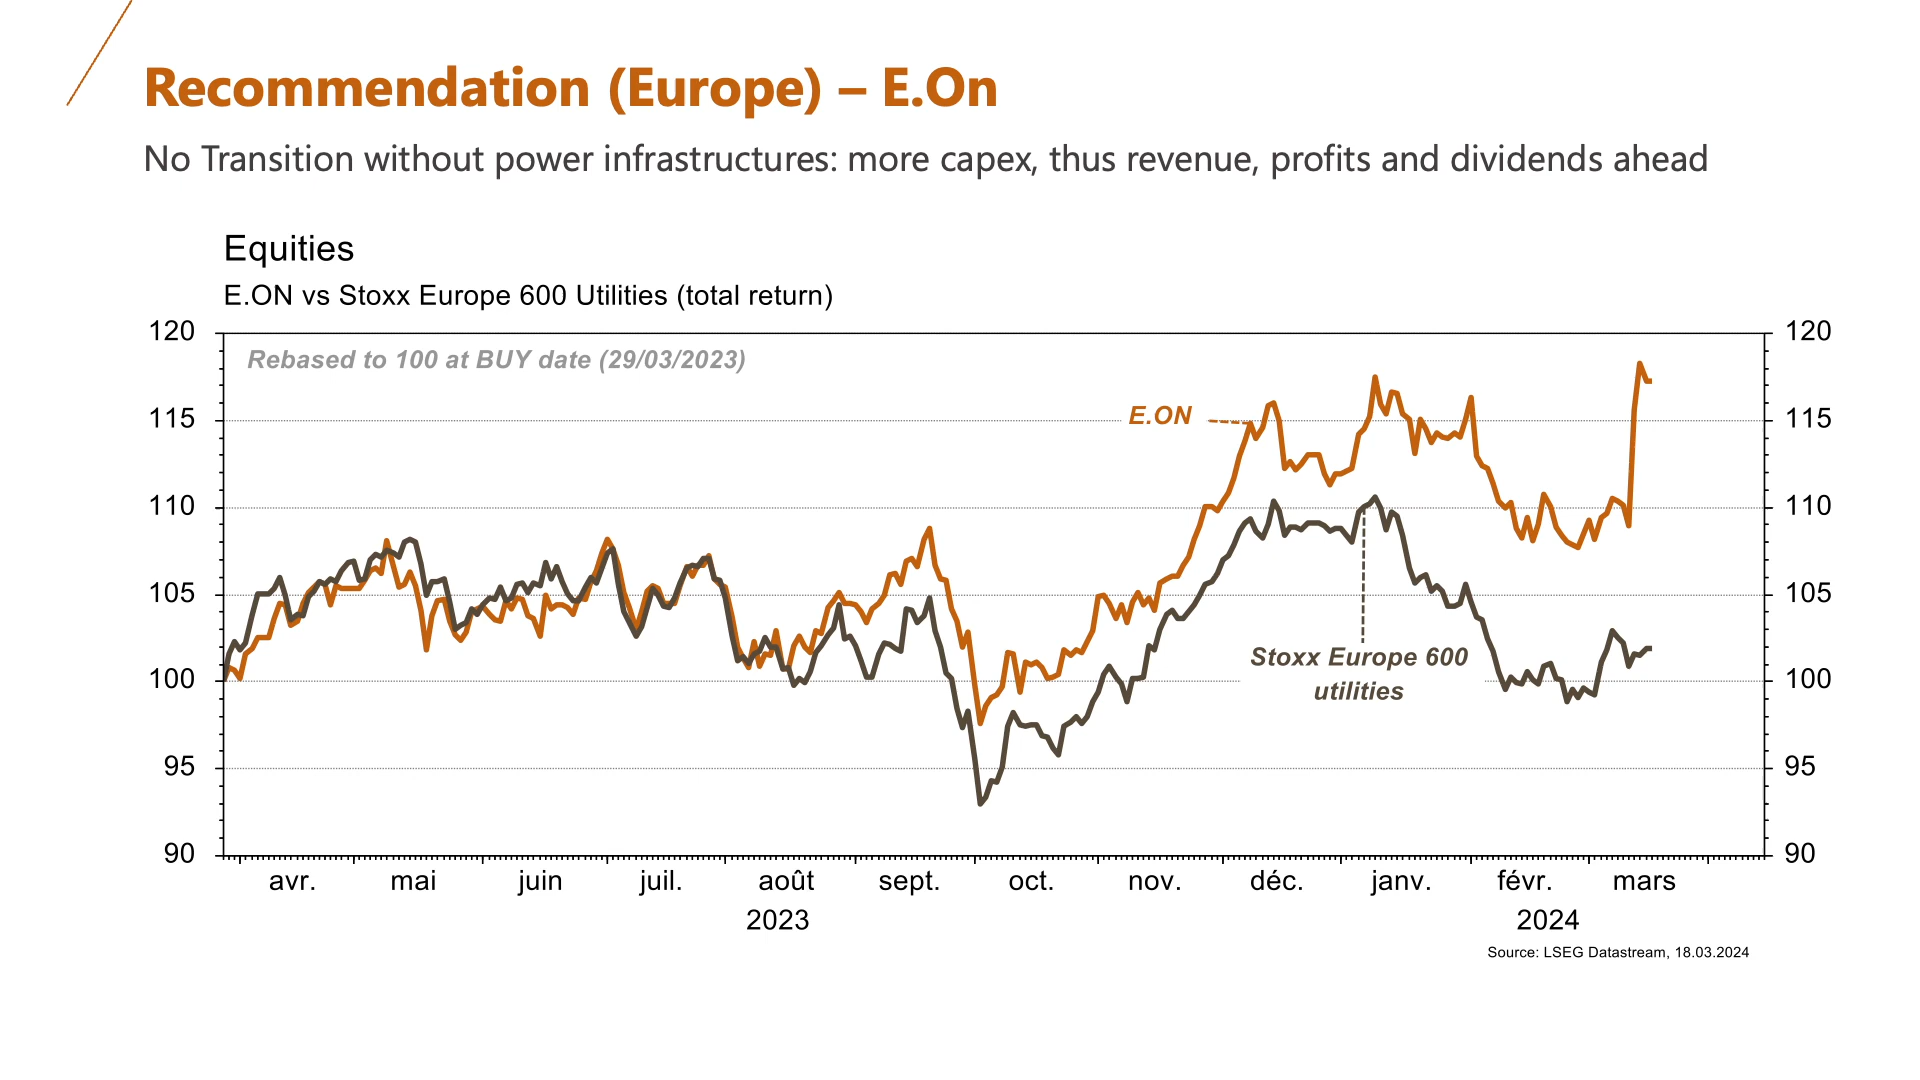 Recommendation (Europe) – E.On
No Transition without power infrastructures: more capex, thus revenue, profits and dividends ahead
Equities
E.ON vs Stoxx Europe 600 Utilities (total return)
120 120
Rebased to 100 at BUY date (29/03/2023)
115 E.ON 115
110 110
105 105
Stoxx Europe 600
utilities
100 100
95 95
90 90
avr. mai juin juil. août sept. oct. nov. déc. janv. févr. mars
2023 2024
Source: LSEG Datastream, 18.03.2024